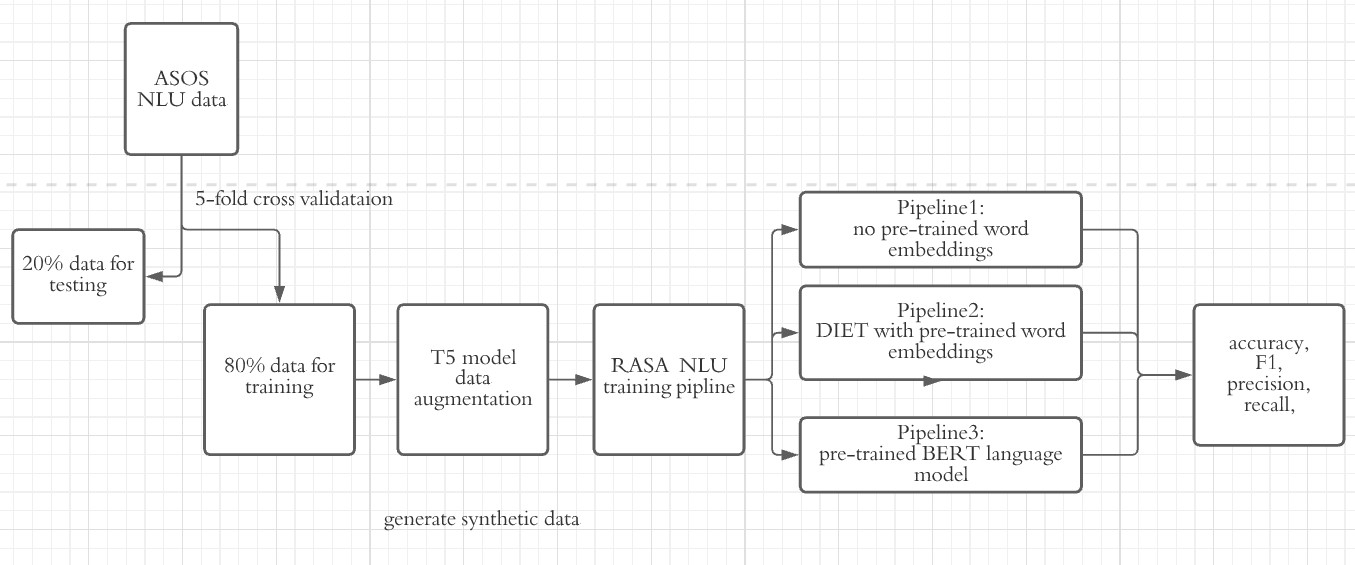 ASOS
NLU data
5-fold cross validataion
20% data for
testing
80% data for
training
T5 model
data
augmentation
RASA NLU
training pipline
Pipeline1:
no pre-trained word
embeddings
Pipeline2:
DIET with pre-trained word
embeddings
Pipeline3:
pre-trained BERT language
model
accuracy,
F1,
precision,
recall,
generate synthetic data